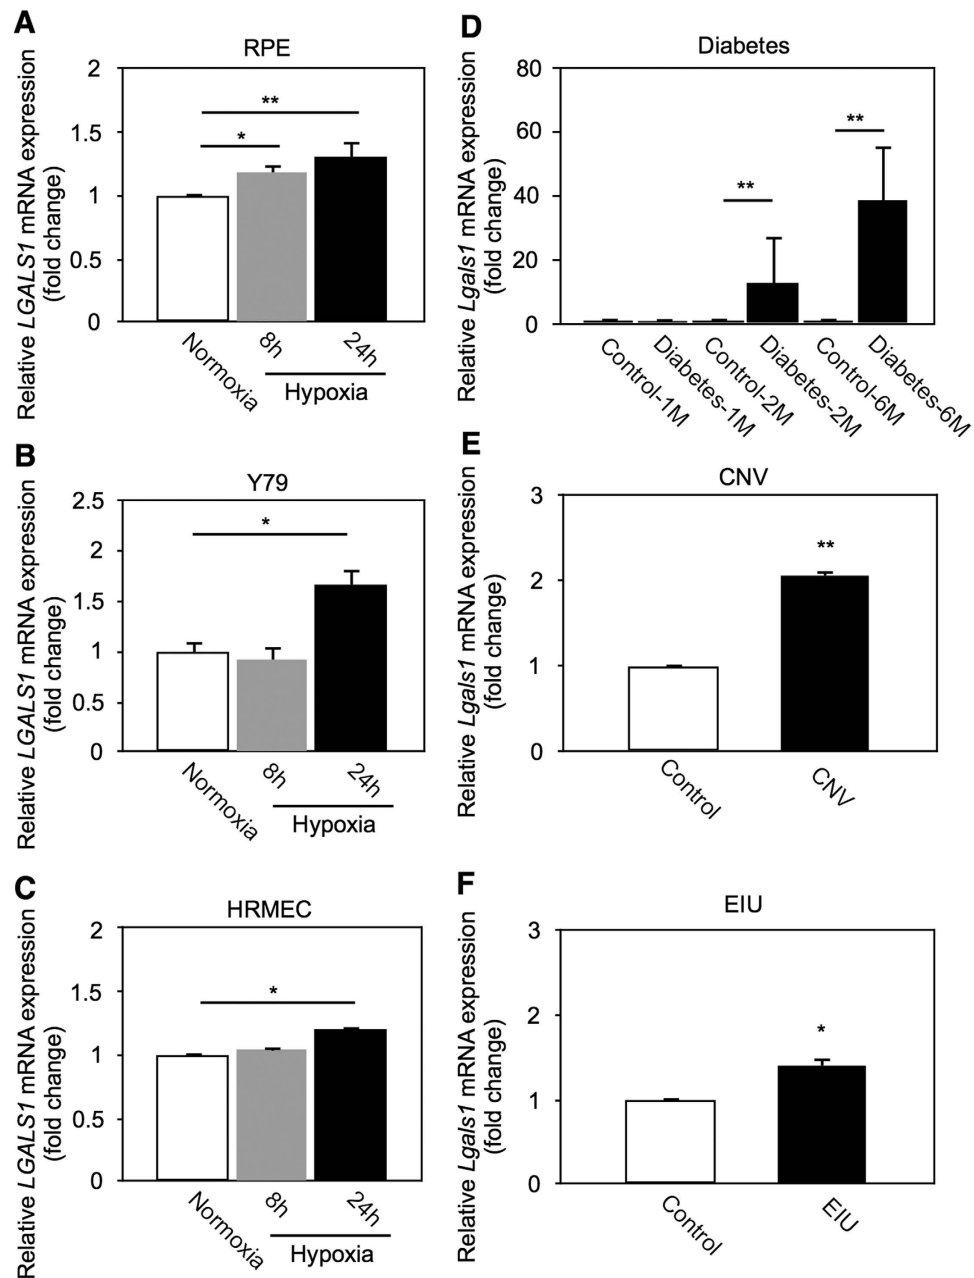 A
RPE
Relative LGALS1 mRNA expression
(fold change)
2
1.5
1
0.5
0
**
*
Normoxia
8h
24h
Hypoxia
B
Y79
Relative LGALS1 mRNA expression
(fold change)
2.5
2
1.5
1
0.5
0
*
Normoxia
8h
24h
Hypoxia
C
HRMEC
Relative LGALS1 mRNA expression
(fold change)
2
1.5
1
0.5
0
*
Normoxia
8h
24h
Hypoxia
D
Diabetes
Relative Lgals1 mRNA expression
(fold change)
80
60
40
20
0
**
**
Control-1M
Diabetes-1M
Control-2M
Diabetes-2M
Control-6M
Diabetes-6M
E
CNV
Relative Lgals1 mRNA expression
(fold change)
3
2
1
0
**
Control
CNV
F
EIU
Relative Lgals1 mRNA expression
(fold change)
3
2
1
0
*
Control
EIU